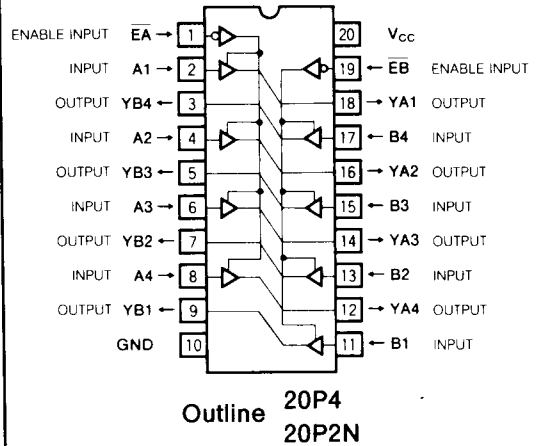 ENABLE INPUT E̅A̅ → 1 20 VCC
INPUT A1 → 2 19 ← E̅B̅ ENABLE INPUT
OUTPUT YB4 ← 3 18 → YA1 OUTPUT
INPUT A2 → 4 17 ← B4 INPUT
OUTPUT YB3 ← 5 16 → YA2 OUTPUT
INPUT A3 → 6 15 ← B3 INPUT
OUTPUT YB2 ← 7 14 → YA3 OUTPUT
INPUT A4 → 8 13 ← B2 INPUT
OUTPUT YB1 ← 9 12 → YA4 OUTPUT
GND 10 11 ← B1 INPUT
Outline 20P4
20P2N